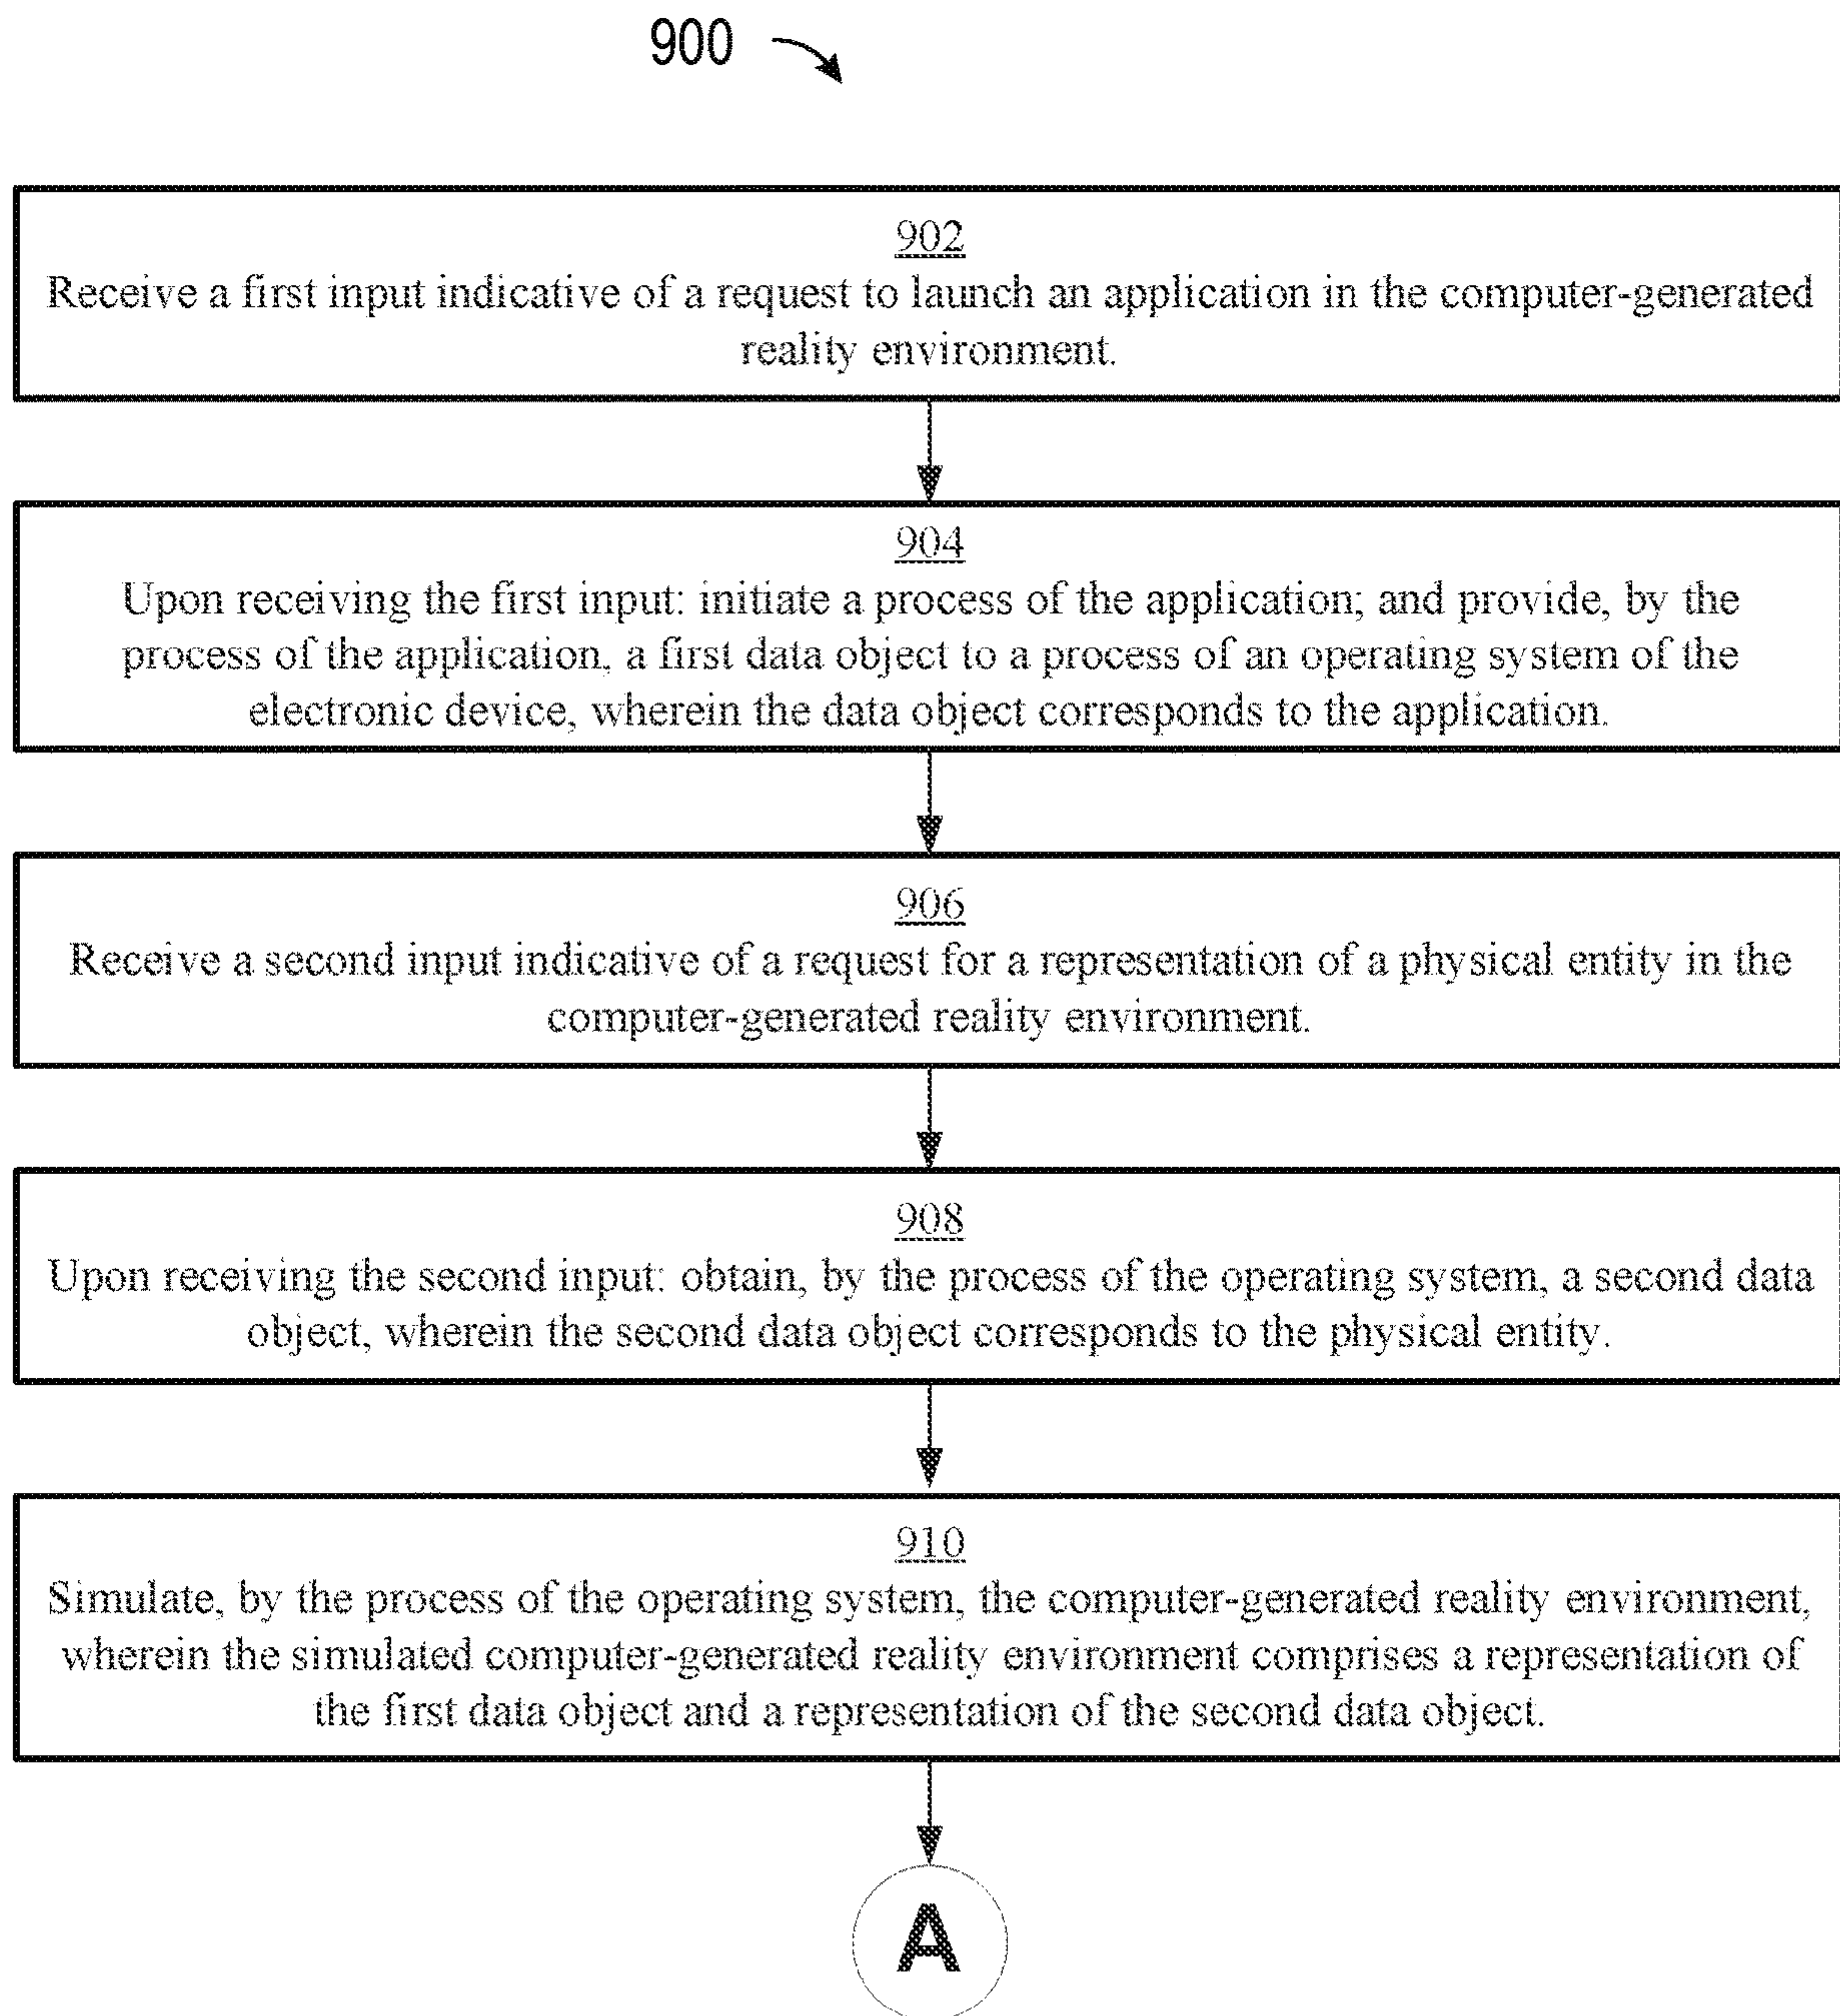 900
902
Receive a first input indicative of a request to launch an application in the computer-generated
reality environment.
904
Upon receiving the first input: initiate a process of the application; and provide, by the
process of the application, a first data object to a process of an operating system of the
electronic device, wherein the data object corresponds to the application.
906
Receive a second input indicative of a request for a representation of a physical entity in the
computer-generated reality environment.
908
Upon receiving the second input: obtain, by the process of the operating system, a second data
object, wherein the second data object corresponds to the physical entity.
910
Simulate, by the process of the operating system, the computer-generated reality environment,
wherein the simulated computer-generated reality environment comprises a representation of
the first data object and a representation of the second data object.
A